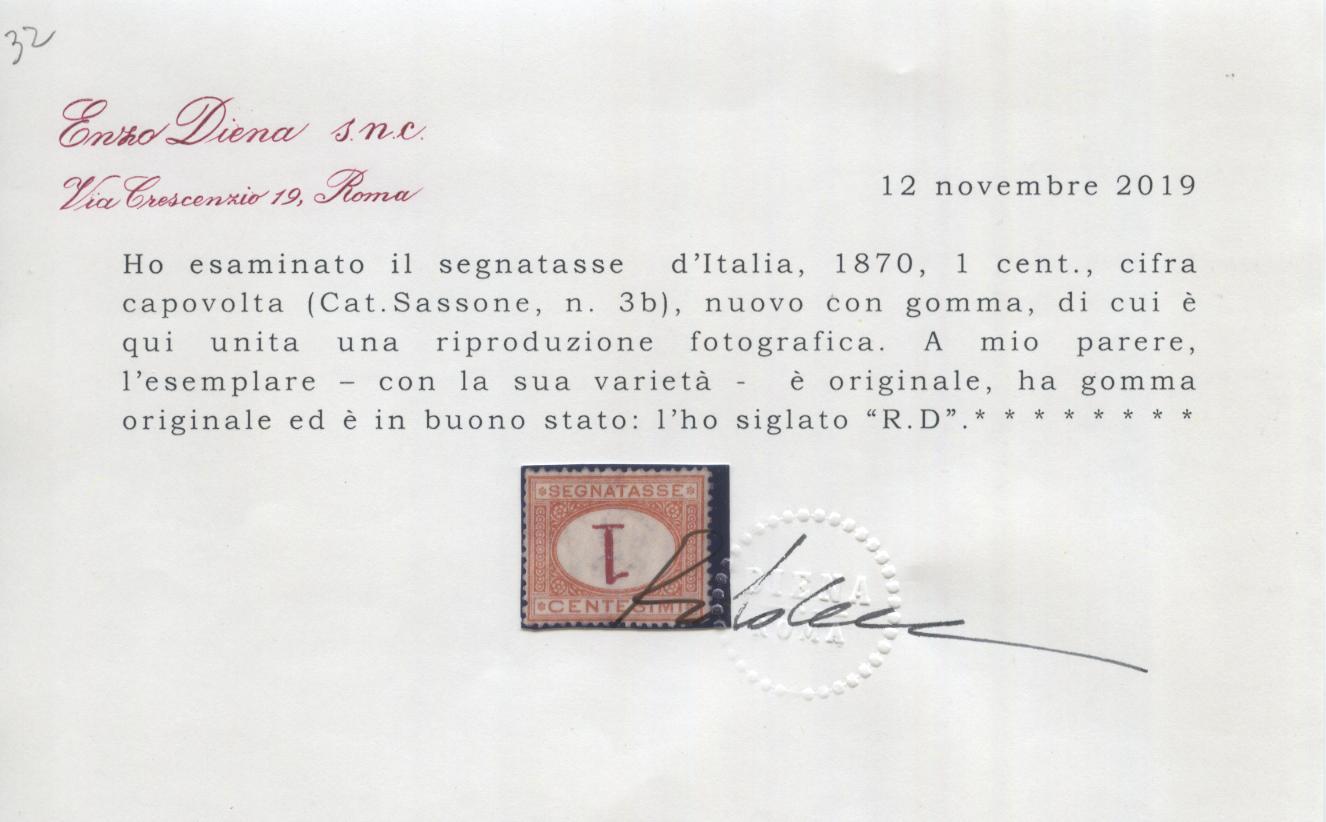 32
Enzo Diena s.n.c.
Via Crescenzio 19, Roma
12 novembre 2019
Ho esaminato il segnatasse d’Italia, 1870, 1 cent., cifra
capovolta (Cat.Sassone, n. 3b), nuovo con gomma, di cui è
qui unita una riproduzione fotografica. A mio parere,
l’esemplare – con la sua varietà - è originale, ha gomma
originale ed è in buono stato: l’ho siglato “R.D”.* * * * * * * *
SEGNATASSE
1
CENTESIMI
DIENA
ROMA